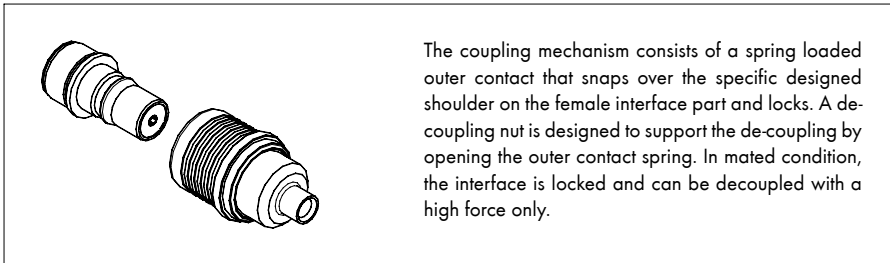 The coupling mechanism consists of a spring loaded
outer contact that snaps over the specific designed
shoulder on the female interface part and locks. A de-
coupling nut is designed to support the de-coupling by
opening the outer contact spring. In mated condition,
the interface is locked and can be decoupled with a
high force only.